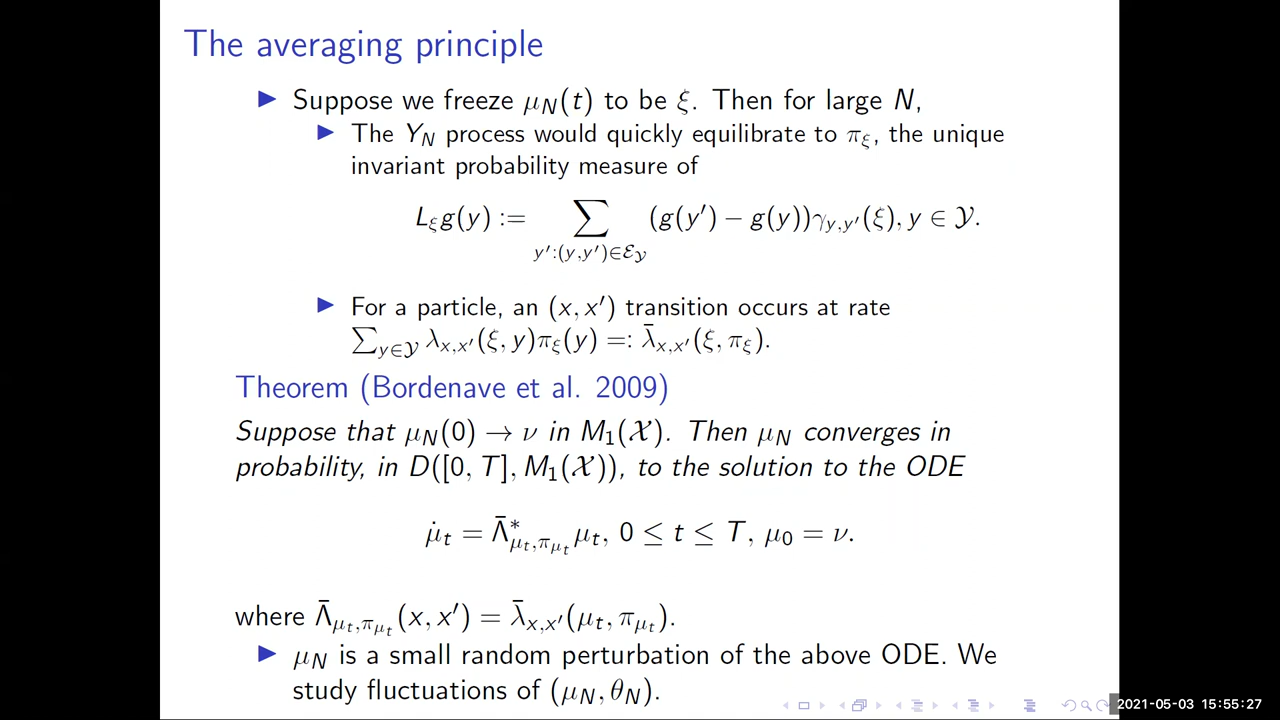 The averaging principle
▶ Suppose we freeze μ_N(t) to be ξ. Then for large N,
▶ The Y_N process would quickly equilibrate to π_ξ, the unique
invariant probability measure of
L_ξ g(y) := ∑_{y′:(y,y′)∈ℰ_𝒴} (g(y′) − g(y))γ_{y,y′}(ξ), y ∈ 𝒴.
▶ For a particle, an (x, x′) transition occurs at rate
∑_{y∈𝒴} λ_{x,x′}(ξ, y)π_ξ(y) =: λ̄_{x,x′}(ξ, π_ξ).
Theorem (Bordenave et al. 2009)
Suppose that μ_N(0) → ν in M_1(𝒳). Then μ_N converges in
probability, in D([0, T], M_1(𝒳)), to the solution to the ODE
μ̇_t = Λ̄*_{μ_t,π_{μ_t}} μ_t, 0 ≤ t ≤ T, μ_0 = ν.
where Λ̄_{μ_t,π_{μ_t}}(x, x′) = λ̄_{x,x′}(μ_t, π_{μ_t}).
▶ μ_N is a small random perturbation of the above ODE. We
study fluctuations of (μ_N, θ_N).
2021-05-03 15:55:27